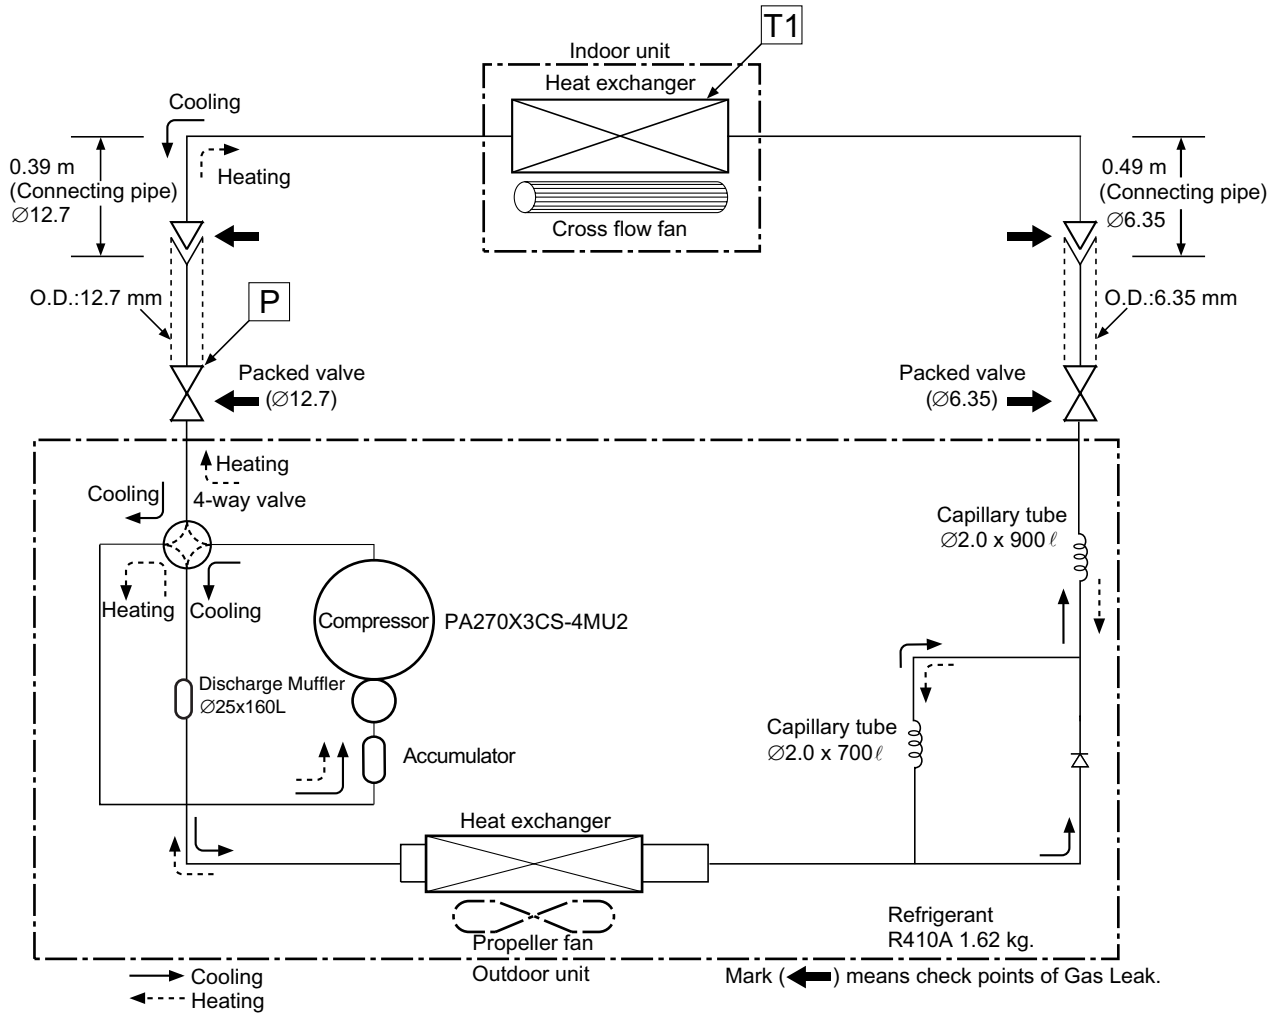 T1
Indoor unit
Heat exchanger
Cooling
Heating
0.39 m
(Connecting pipe)
∅12.7
0.49 m
(Connecting pipe)
∅6.35
Cross flow fan
O.D.:12.7 mm
P
O.D.:6.35 mm
Packed valve
(∅12.7)
Packed valve
(∅6.35)
Heating
Cooling
4-way valve
Capillary tube
∅2.0 x 900ℓ
Heating
Cooling
Compressor
PA270X3CS-4MU2
Discharge Muffler
∅25x160L
Capillary tube
∅2.0 x 700ℓ
Accumulator
Heat exchanger
Refrigerant
R410A 1.62 kg.
Propeller fan
Outdoor unit
Cooling
Heating
Mark ( ) means check points of Gas Leak.